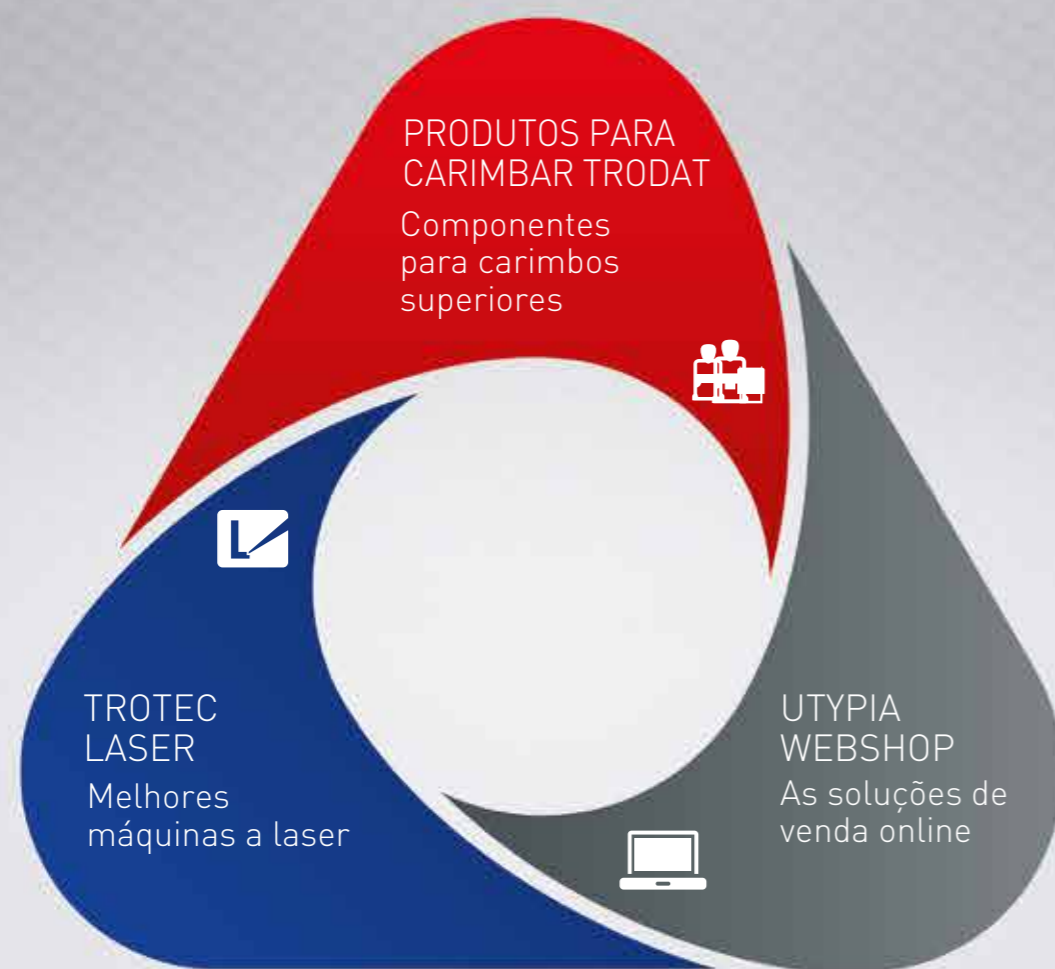 PRODUTOS PARA
CARIMBAR TRODAT
Componentes
para carimbos
superiores
L
TROTEC
LASER
Melhores
máquinas a laser
UTYPIA
WEBSHOP
As soluções de
venda online